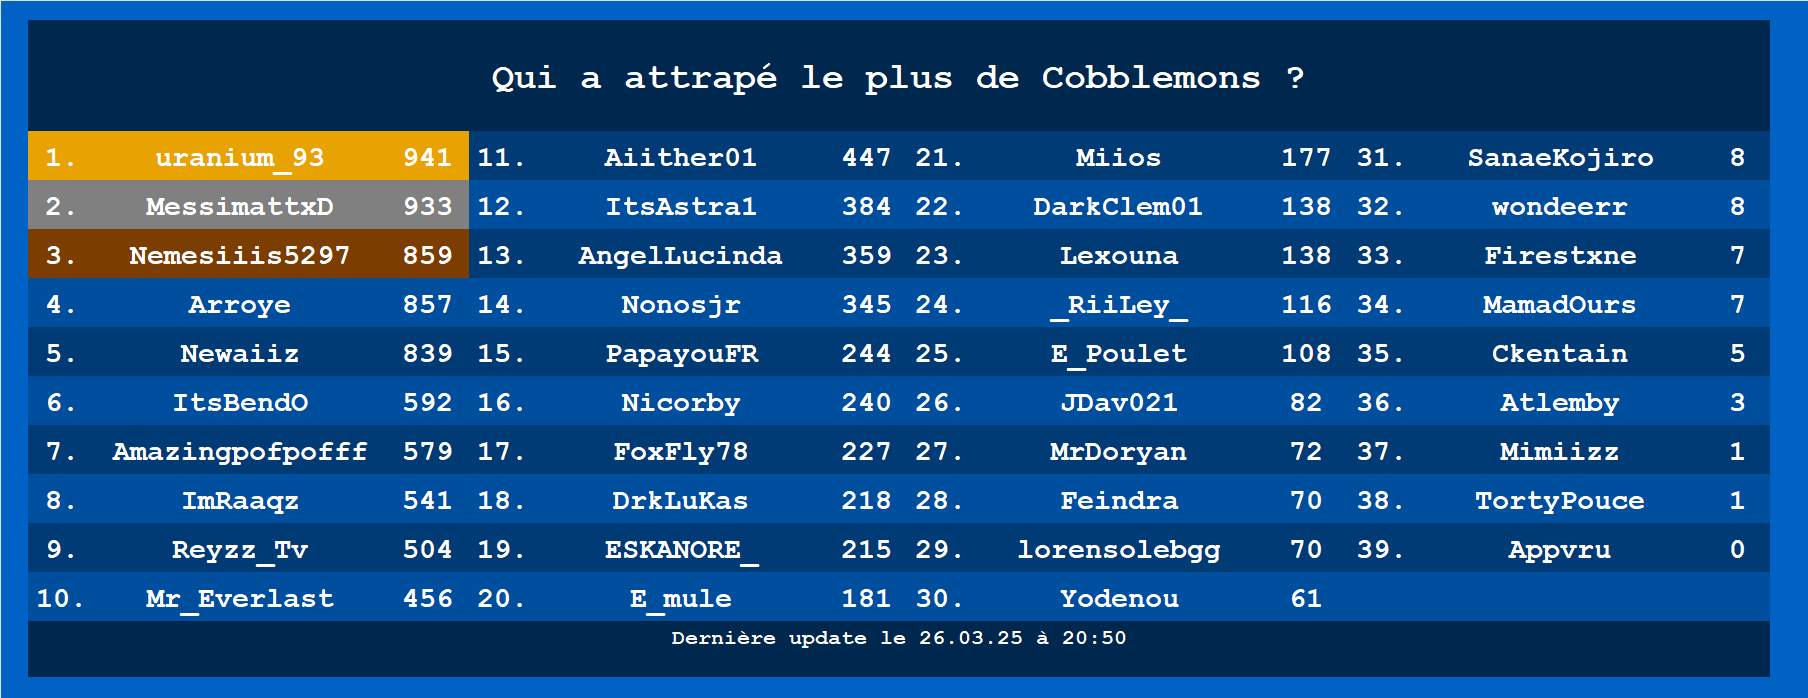 Qui a attrapé le plus de Cobblemons ?
1. uranium_93 941 11. Aiither01 447 21. Miios 177 31. SanaeKojiro 8
2. MessimattxD 933 12. ItsAstra1 384 22. DarkClem01 138 32. wondeerr 8
3. Nemesiiis5297 859 13. AngelLucinda 359 23. Lexouna 138 33. Firestxne 7
4. Arroye 857 14. Nonosjr 345 24. _RiiLey_ 116 34. MamadOurs 7
5. Newaiiz 839 15. PapayouFR 244 25. E_Poulet 108 35. Ckentain 5
6. ItsBendO 592 16. Nicorby 240 26. JDav021 82 36. Atlemby 3
7. Amazingpofpofff 579 17. FoxFly78 227 27. MrDoryan 72 37. Mimiizz 1
8. ImRaaqz 541 18. DrkLuKas 218 28. Feindra 70 38. TortyPouce 1
9. Reyzz_Tv 504 19. ESKANORE_ 215 29. lorensolebgg 70 39. Appvru 0
10. Mr_Everlast 456 20. E_mule 181 30. Yodenou 61
Dernière update le 26.03.25 à 20:50